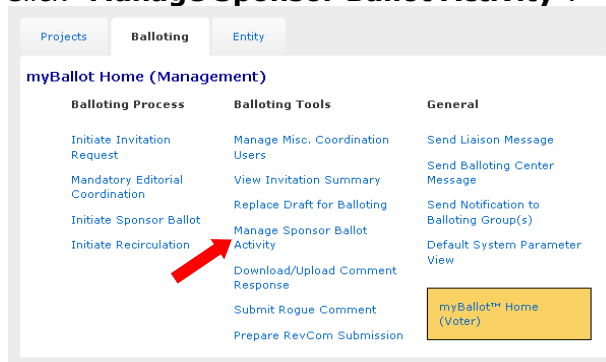 Click "Manage Sponsor Ballot Activity".
Projects Balloting Entity
myBallot Home (Management)
Balloting Process
Initiate Invitation
Request
Mandatory Editorial
Coordination
Initiate Sponsor Ballot
Initiate Recirculation
Balloting Tools
Manage Misc. Coordination
Users
View Invitation Summary
Replace Draft for Balloting
Manage Sponsor Ballot
Activity
Download/Upload Comment
Response
Submit Rogue Comment
Prepare RevCom Submission
General
Send Liaison Message
Send Balloting Center
Message
Send Notification to
Balloting Group(s)
Default System Parameter
View
myBallot™ Home
(Voter)